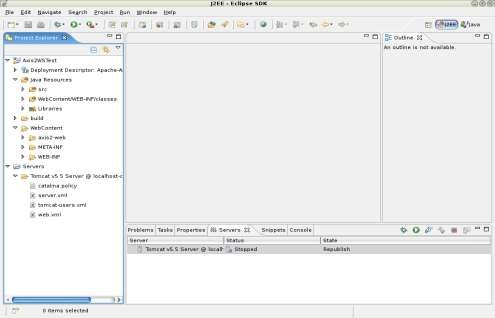 J2EE - Eclipse SDK
File Edit Navigate Search Project Run Window Help
J2EE Java
Project Explorer
Axis2WSTest
Deployment Descriptor: Apache-A
Java Resources
src
WebContent/WEB-INF/classes
Libraries
build
WebContent
axis2-web
META-INF
WEB-INF
Servers
Tomcat v5.5 Server @ localhost-c
catalina.policy
server.xml
tomcat-users.xml
web.xml
Outline
An outline is not available.
Problems Tasks Properties Servers Snippets Console
Server Status State
Tomcat v5.5 Server @ localh Stopped Republish
0 items selected